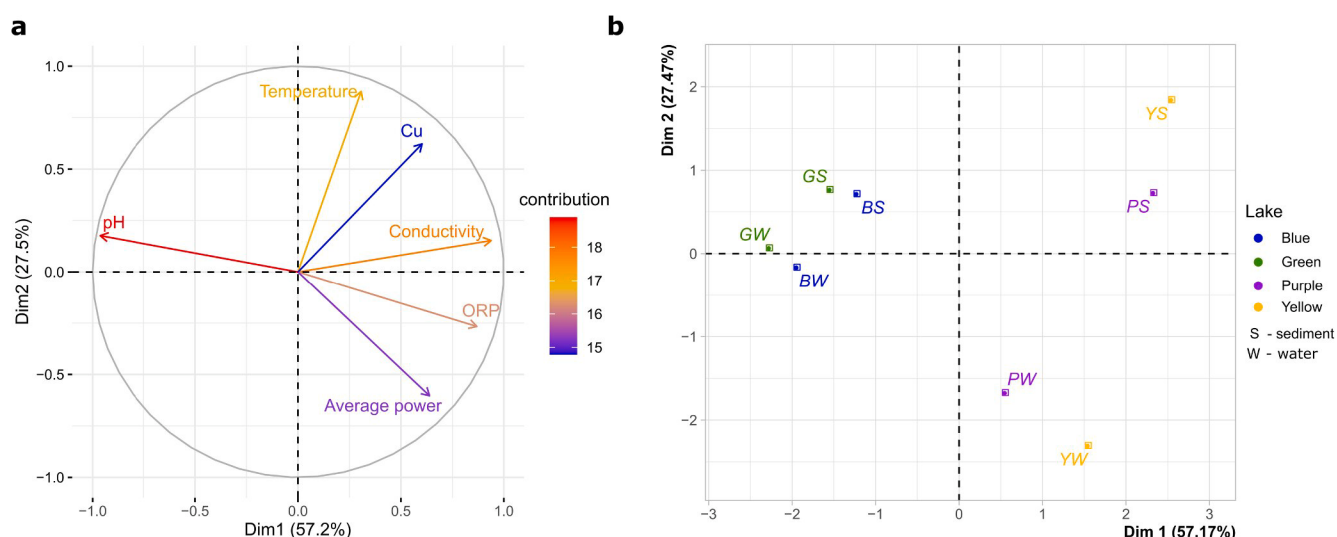 a
1.0
0.5
0.0
−0.5
−1.0
Dim2 (27.5%)
−1.0
−0.5
0.0
0.5
1.0
Dim1 (57.2%)
Temperature
Cu
pH
Conductivity
ORP
Average power
contribution
18
17
16
15
b
Dim 2 (27.47%)
2
1
0
−1
−2
−3
−2
−1
0
1
2
3
Dim 1 (57.17%)
YS
GS
BS
PS
GW
BW
PW
YW
Lake
Blue
Green
Purple
Yellow
S - sediment
W - water